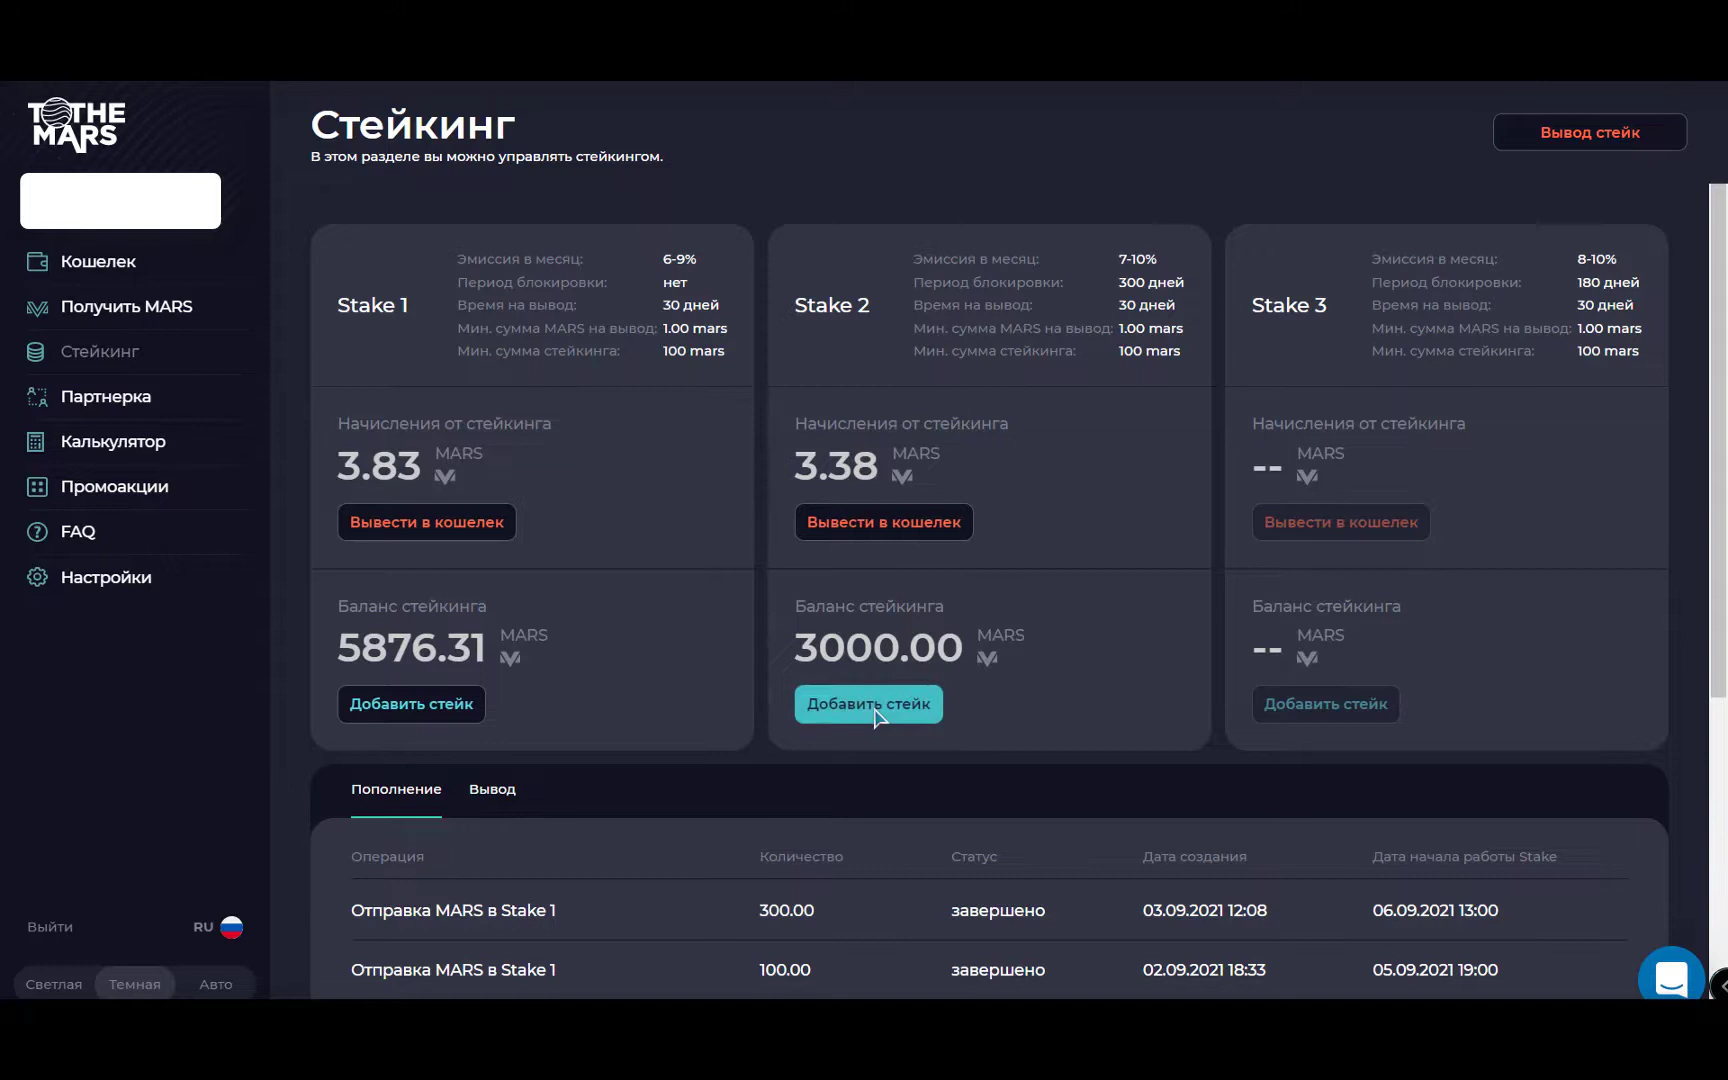 TO THE
MARS
Стейкинг
В этом разделе вы можно управлять стейкингом.
Вывод стейк
Кошелек
Получить MARS
Стейкинг
Партнерка
Калькулятор
Промоакции
FAQ
Настройки
Выйти
RU
Светлая Темная Авто
Stake 1
Эмиссия в месяц: 6-9%
Период блокировки: нет
Время на вывод: 30 дней
Мин. сумма MARS на вывод: 1.00 mars
Мин. сумма стейкинга: 100 mars
Начисления от стейкинга
3.83 MARS
Вывести в кошелек
Баланс стейкинга
5876.31 MARS
Добавить стейк
Stake 2
Эмиссия в месяц: 7-10%
Период блокировки: 300 дней
Время на вывод: 30 дней
Мин. сумма MARS на вывод: 1.00 mars
Мин. сумма стейкинга: 100 mars
Начисления от стейкинга
3.38 MARS
Вывести в кошелек
Баланс стейкинга
3000.00 MARS
Добавить стейк
Stake 3
Эмиссия в месяц: 8-10%
Период блокировки: 180 дней
Время на вывод: 30 дней
Мин. сумма MARS на вывод: 1.00 mars
Мин. сумма стейкинга: 100 mars
Начисления от стейкинга
-- MARS
Вывести в кошелек
Баланс стейкинга
-- MARS
Добавить стейк
Пополнение Вывод
Операция Количество Статус Дата создания Дата начала работы Stake
Отправка MARS в Stake 1 300.00 завершено 03.09.2021 12:08 06.09.2021 13:00
Отправка MARS в Stake 1 100.00 завершено 02.09.2021 18:33 05.09.2021 19:00